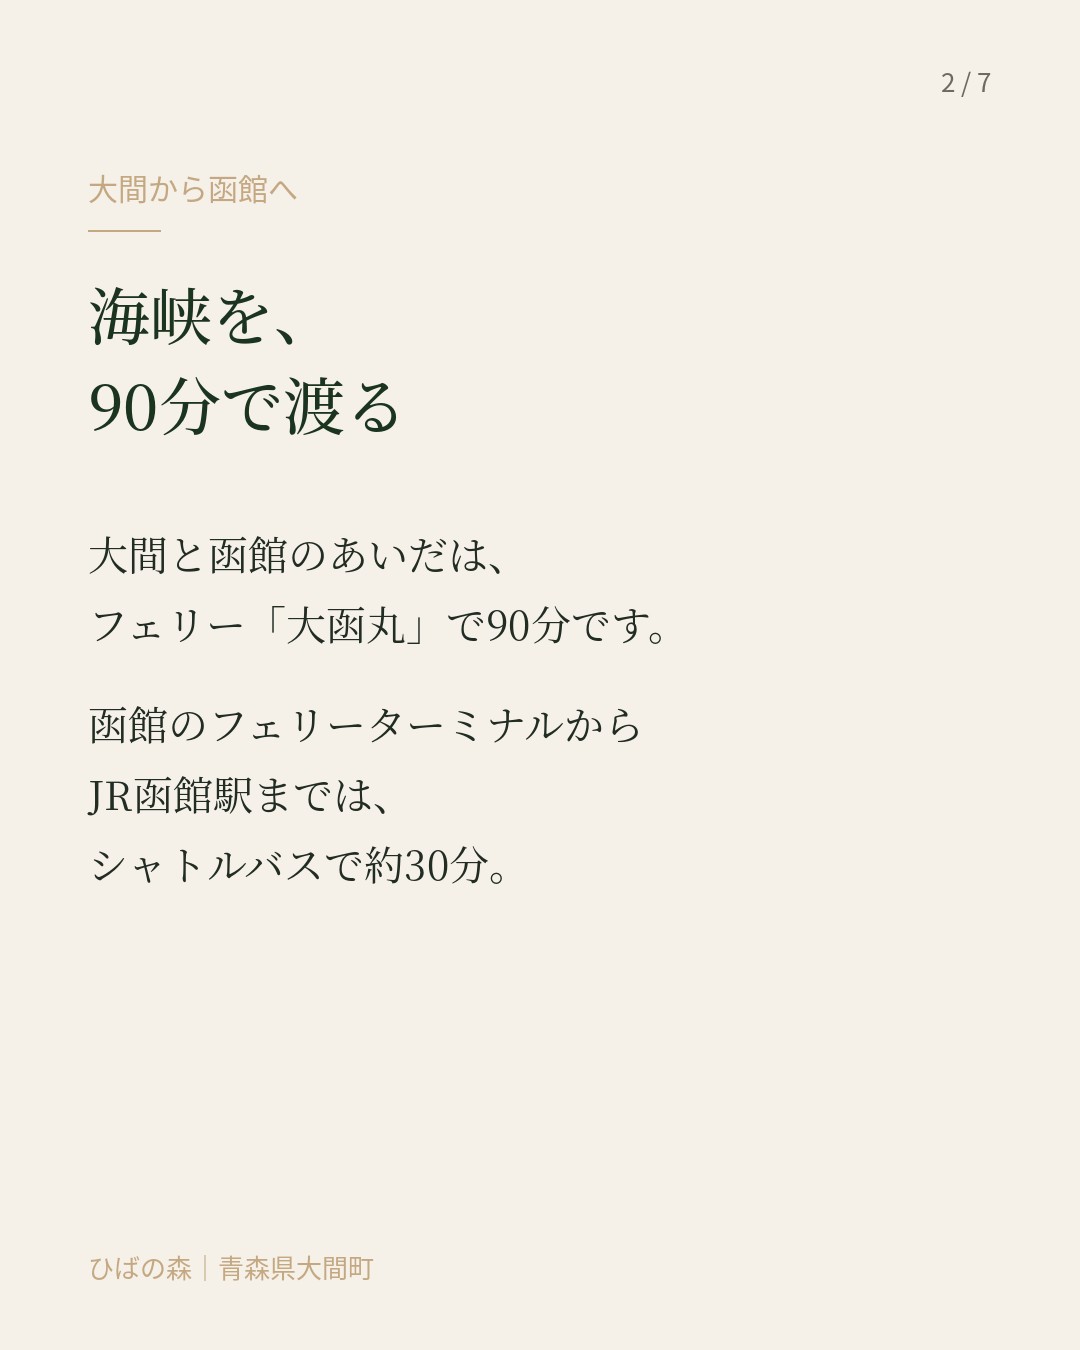 2 / 7
大間から函館へ
海峡を、
90分で渡る
大間と函館のあいだは、
フェリー「大函丸」で90分です。
函館のフェリーターミナルから
JR函館駅までは、
シャトルバスで約30分。
ひばの森｜青森県大間町